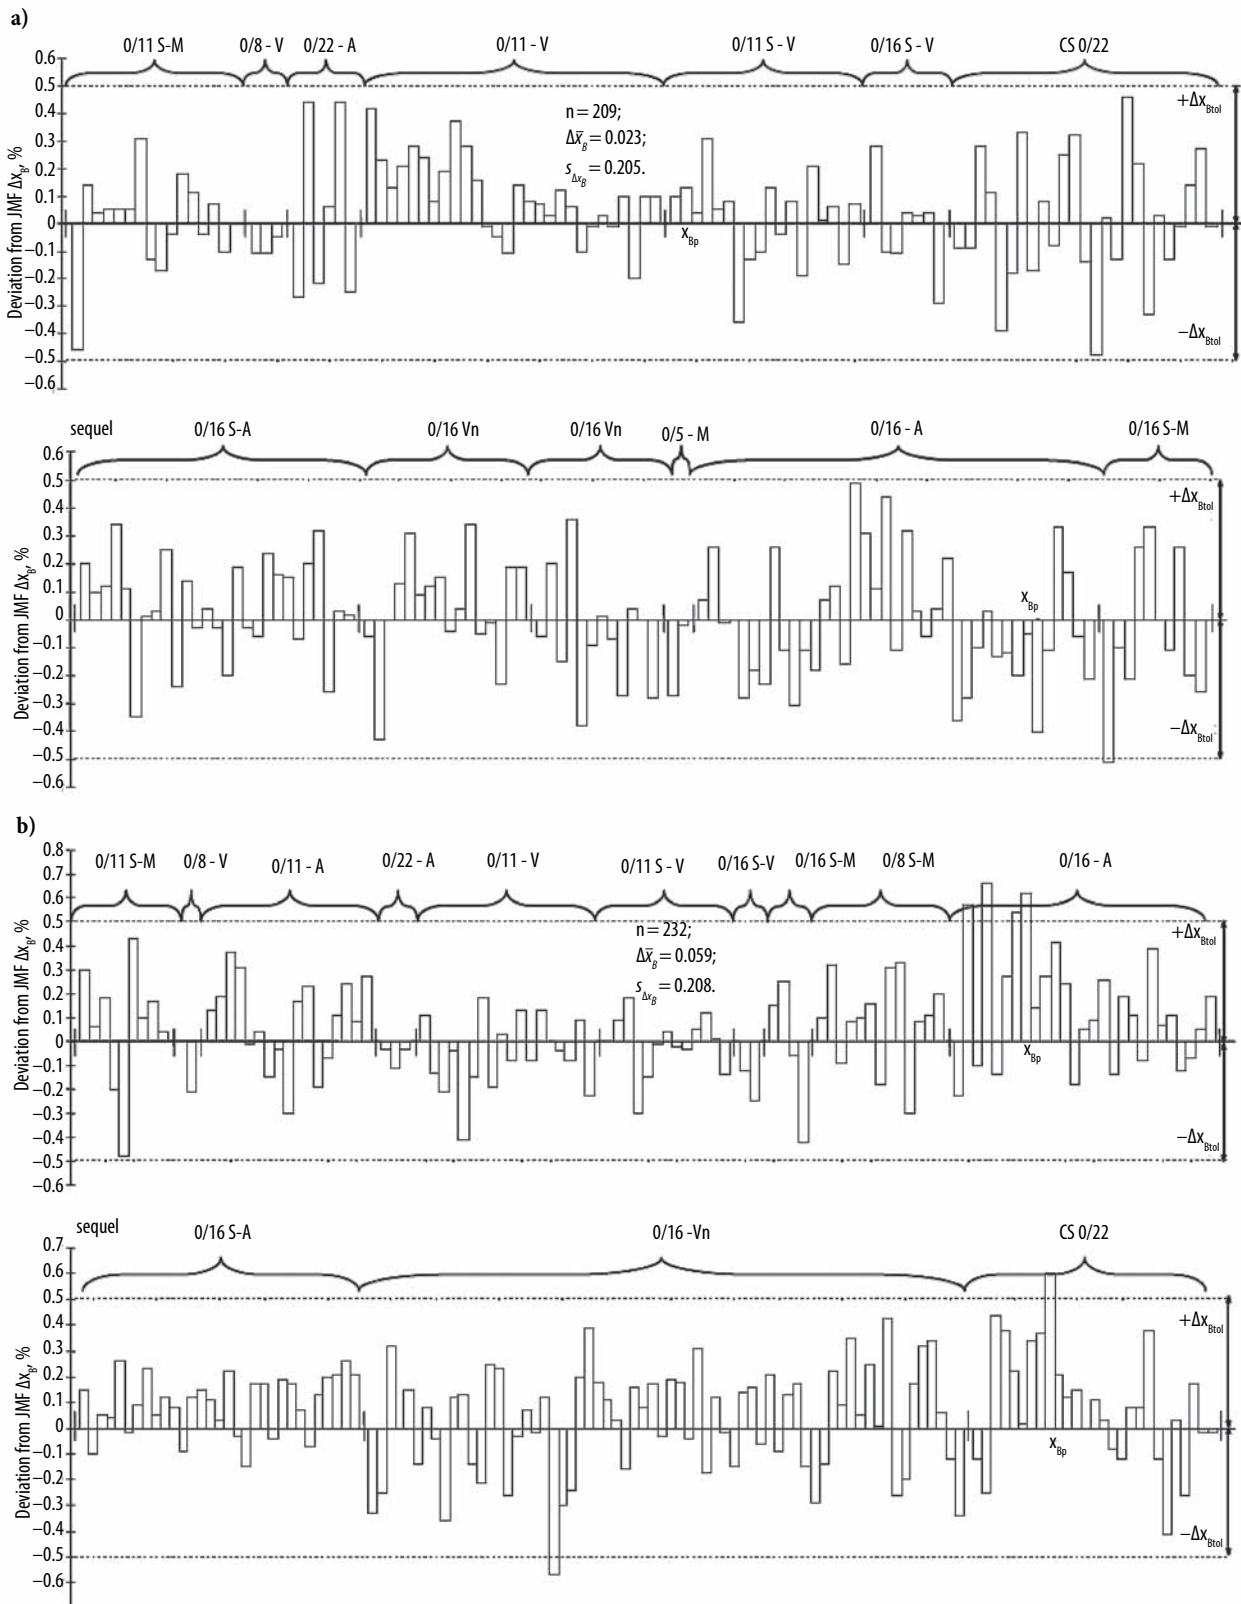 a)
0/11 S-M 0/8 - V 0/22 - A 0/11 - V 0/11 S - V 0/16 S - V CS 0/22
Deviation from JMF Δx_B, %
0.6
0.5
0.4
0.3
0.2
0.1
0
−0.1
−0.2
−0.3
−0.4
−0.5
−0.6
n = 209;
Δx̄_B = 0.023;
s_Δx_B = 0.205.
+Δx_Btol
x_Bp
−Δx_Btol
sequel 0/16 S-A 0/16 Vn 0/16 Vn 0/5 - M 0/16 - A 0/16 S-M
Deviation from JMF Δx_B, %
0.6
0.5
0.4
0.3
0.2
0.1
0
−0.1
−0.2
−0.3
−0.4
−0.5
−0.6
+Δx_Btol
x_Bp
−Δx_Btol
b)
0/11 S-M 0/8 - V 0/11 - A 0/22 - A 0/11 - V 0/11 S - V 0/16 S-V 0/16 S-M 0/8 S-M 0/16 - A
Deviation from JMF Δx_B, %
0.8
0.7
0.6
0.5
0.4
0.3
0.2
0.1
0
−0.1
−0.2
−0.3
−0.4
−0.5
−0.6
n = 232;
Δx̄_B = 0.059;
s_Δx_B = 0.208.
+Δx_Btol
x_Bp
−Δx_Btol
sequel 0/16 S-A 0/16 -Vn CS 0/22
Deviation from JMF Δx_B, %
0.7
0.6
0.5
0.4
0.3
0.2
0.1
0
−0.1
−0.2
−0.3
−0.4
−0.5
−0.6
+Δx_Btol
x_Bp
−Δx_Btol